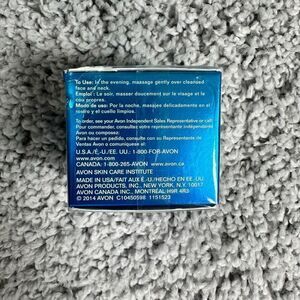 To Use: In the evening, massage gently over cleansed
face and neck.
Emploi : Le soir, masser doucement sur le visage et le
cou propres.
Modo de uso: Por la noche, masajee delicadamente en el
rostro y el cuello limpios.
To order, see your Avon Independent Sales Representative or call:
Pour commander, consultez votre représentante indépendante
Avon ou composez:
Para hacer un pedido, consulte con su Representante de
Ventas Avon o comuníquese al:
U.S.A./É.-U./EE. UU.: 1-800-FOR-AVON
www.avon.com
CANADA: 1-800-265-AVON www.avon.ca
AVON SKIN CARE INSTITUTE
MADE IN USA/FAIT AUX É.-U./HECHO EN EE. UU.
AVON PRODUCTS, INC., NEW YORK, N.Y. 10017
AVON CANADA INC., MONTRÉAL H9R 4R3
© 2014 AVON C10450598 1151523